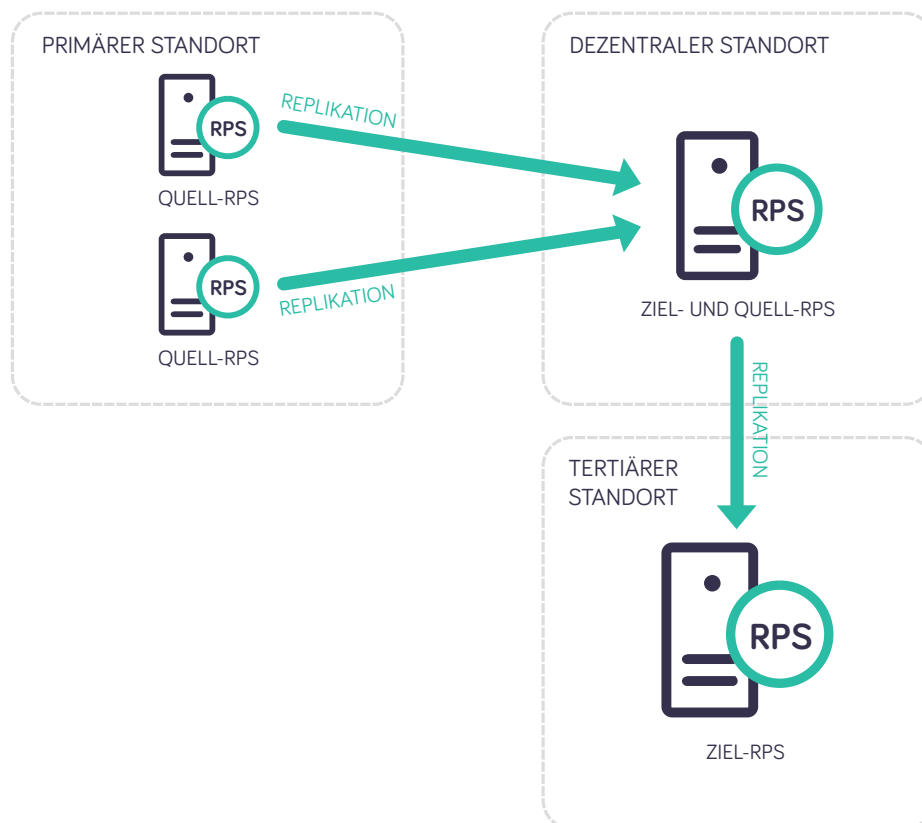 PRIMÄRER STANDORT
RPS
QUELL-RPS
RPS
QUELL-RPS
REPLIKATION
REPLIKATION
DEZENTRALER STANDORT
RPS
ZIEL- UND QUELL-RPS
REPLIKATION
TERTIÄRER
STANDORT
RPS
ZIEL-RPS